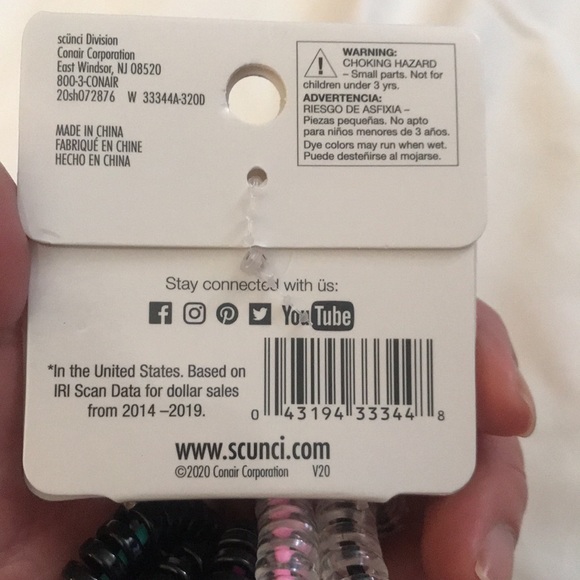 scünci Division
Conair Corporation
East Windsor, NJ 08520
800-3-CONAIR
20sh072876 W 33344A-320D
MADE IN CHINA
FABRIQUÉ EN CHINE
HECHO EN CHINA
WARNING:
CHOKING HAZARD
– Small parts. Not for
children under 3 yrs.
ADVERTENCIA:
RIESGO DE ASFIXIA –
Piezas pequeñas. No apto
para niños menores de 3 años.
Dye colors may run when wet.
Puede desteñirse al mojarse.
Stay connected with üs:
You Tube
*In the United States. Based on
IRI Scan Data for dollar sales
from 2014 –2019.
0 43194 33344 8
www.scunci.com
©2020 Conair Corporation V20